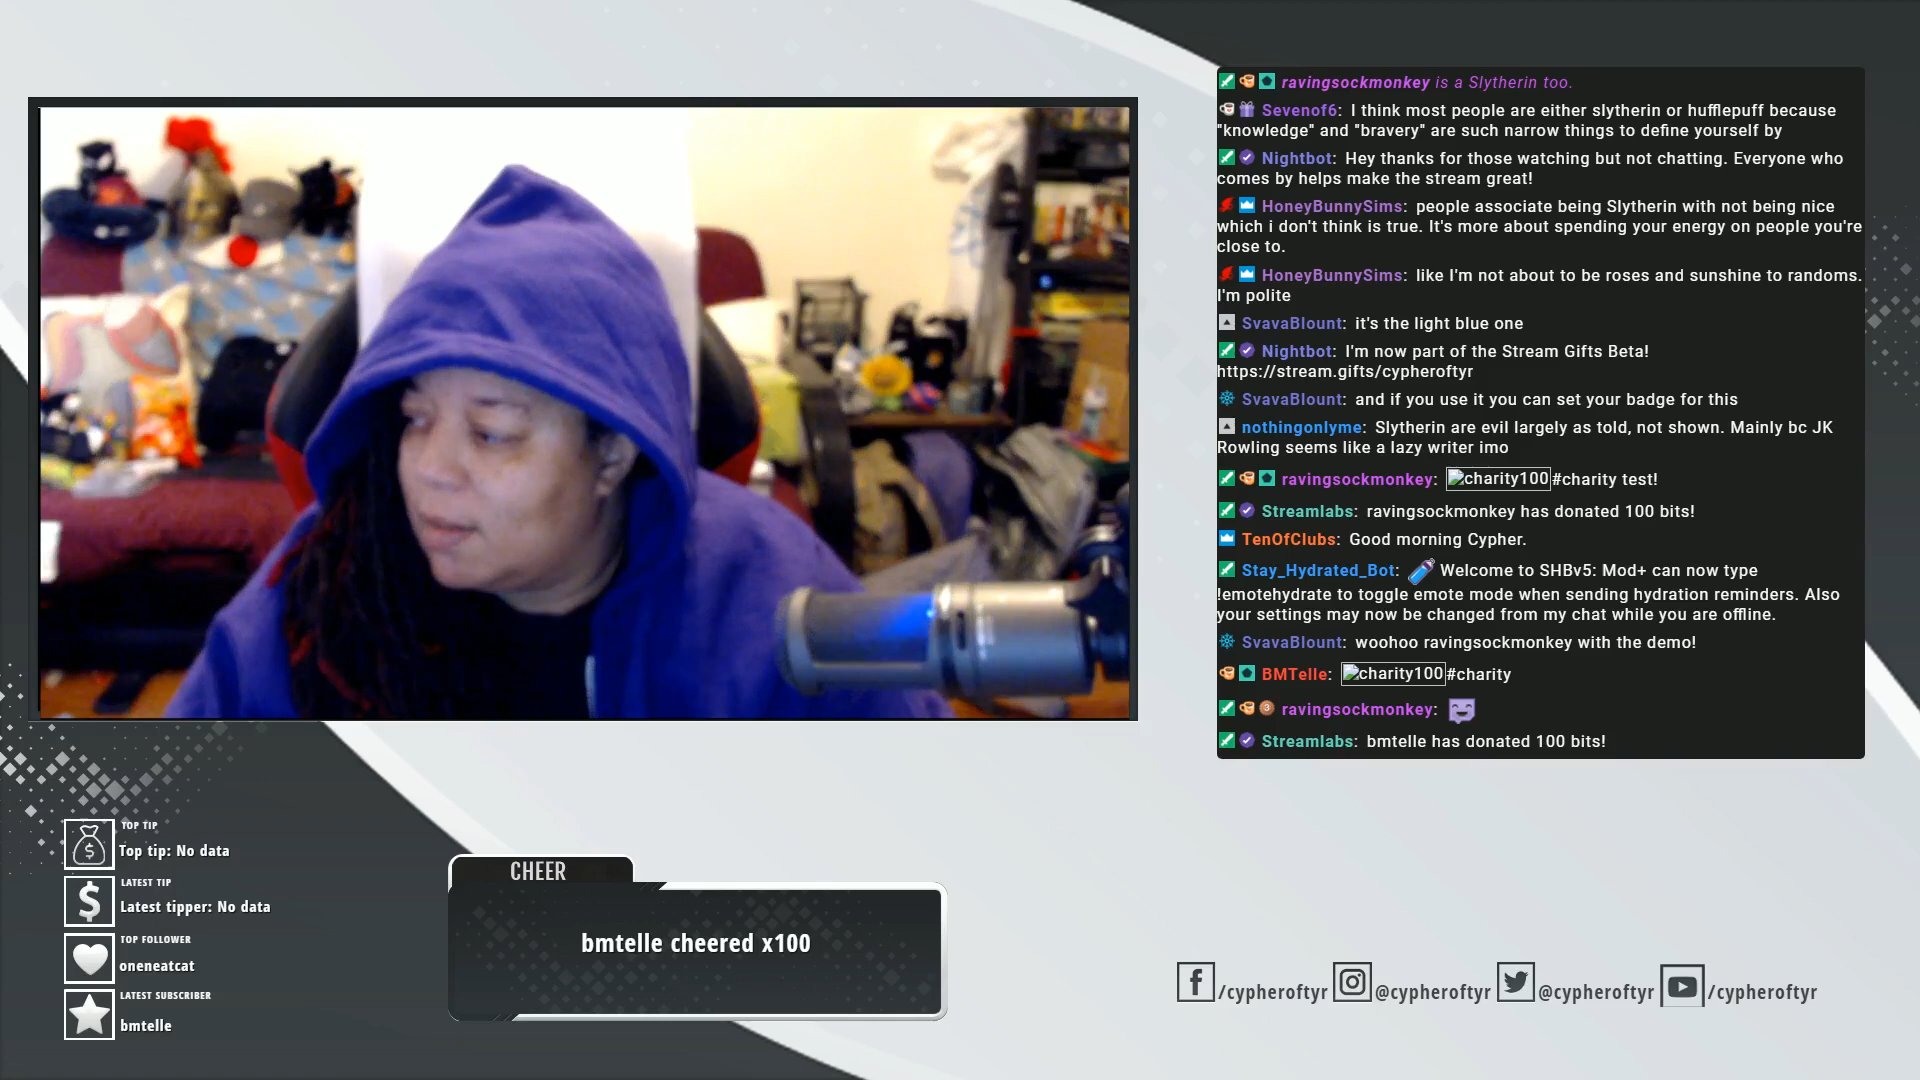 ravingsockmonkey is a Slytherin too.
Sevenof6: I think most people are either slytherin or hufflepuff because
"knowledge" and "bravery" are such narrow things to define yourself by
Nightbot: Hey thanks for those watching but not chatting. Everyone who
comes by helps make the stream great!
HoneyBunnySims: people associate being Slytherin with not being nice
which i don't think is true. It's more about spending your energy on people you're
close to.
HoneyBunnySims: like I'm not about to be roses and sunshine to randoms.
I'm polite
SvavaBlount: it's the light blue one
Nightbot: I'm now part of the Stream Gifts Beta!
https://stream.gifts/cypheroftyr
SvavaBlount: and if you use it you can set your badge for this
nothingonlyme: Slytherin are evil largely as told, not shown. Mainly bc JK
Rowling seems like a lazy writer imo
ravingsockmonkey: charity100 #charity test!
Streamlabs: ravingsockmonkey has donated 100 bits!
TenOfClubs: Good morning Cypher.
Stay_Hydrated_Bot: Welcome to SHBv5: Mod+ can now type
!emotehydrate to toggle emote mode when sending hydration reminders. Also
your settings may now be changed from my chat while you are offline.
SvavaBlount: woohoo ravingsockmonkey with the demo!
BMTelle: charity100 #charity
ravingsockmonkey:
Streamlabs: bmtelle has donated 100 bits!
TOP TIP
Top tip: No data
LATEST TIP
Latest tipper: No data
TOP FOLLOWER
oneneatcat
LATEST SUBSCRIBER
bmtelle
CHEER
bmtelle cheered x100
/cypheroftyr @cypheroftyr @cypheroftyr /cypheroftyr